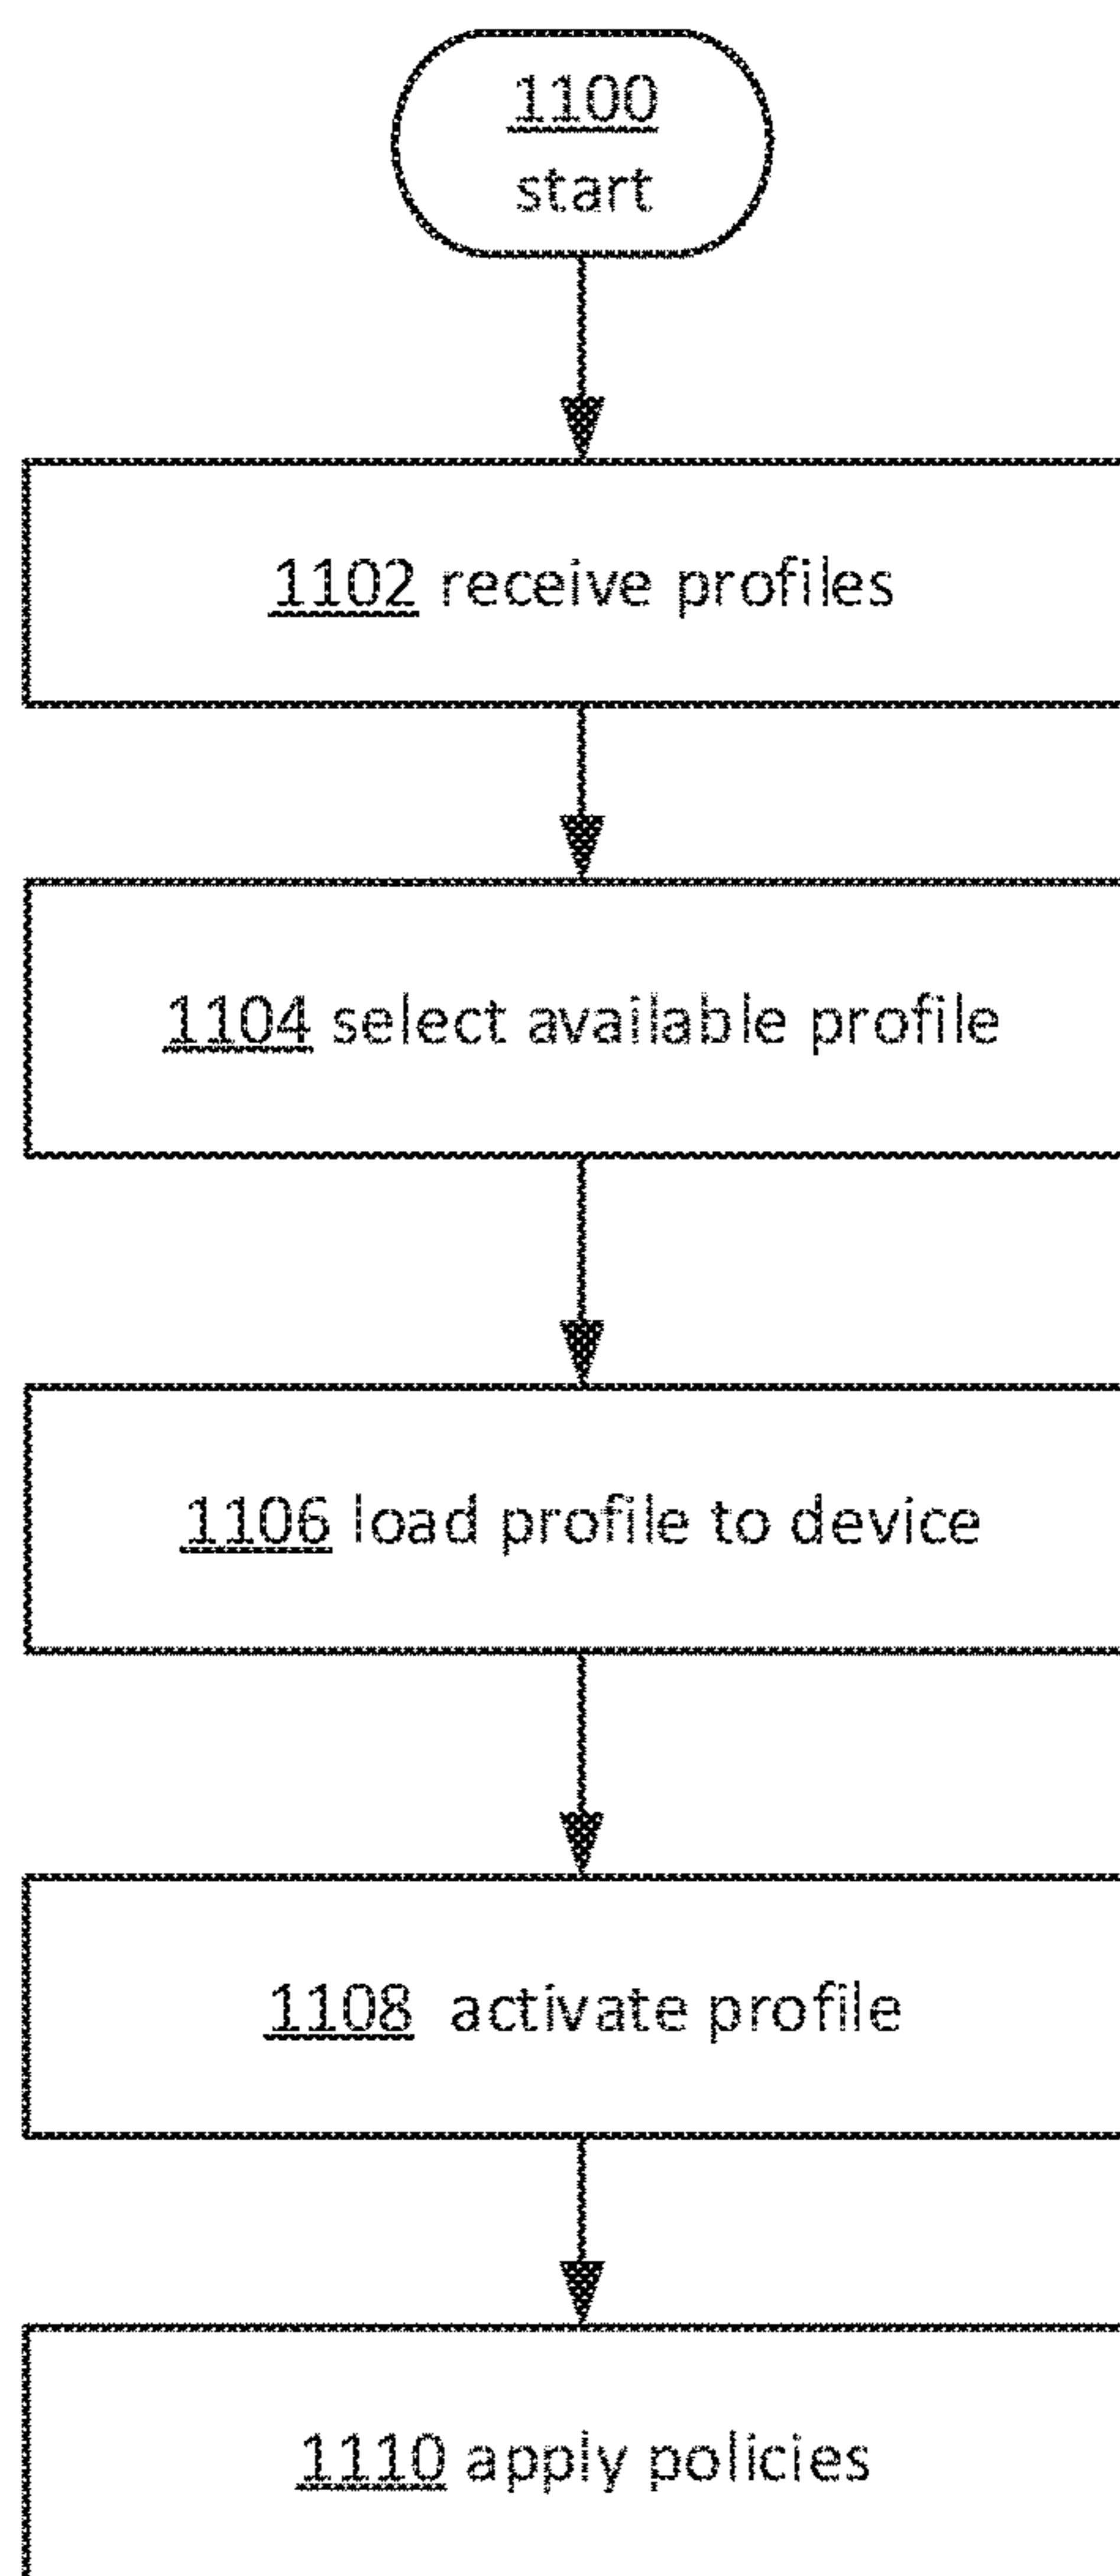 1100
start
1102 receive profiles
1104 select available profile
1106 load profile to device
1108 activate profile
1110 apply policies